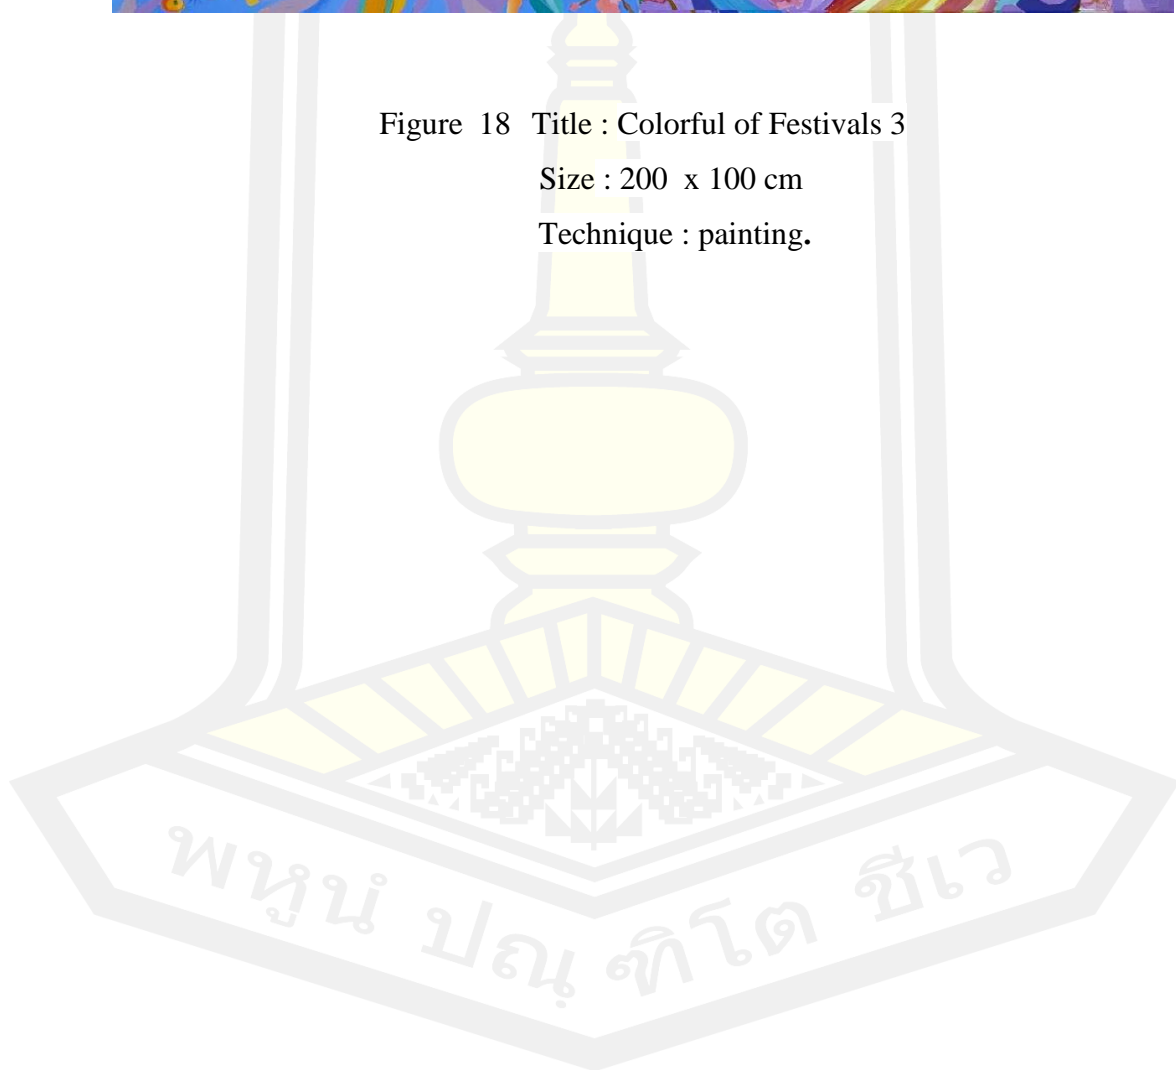 Figure 18 Title : Colorful of Festivals 3
Size : 200 x 100 cm
Technique : painting.
พหูนํ ปณฺฑิโต ชีเว